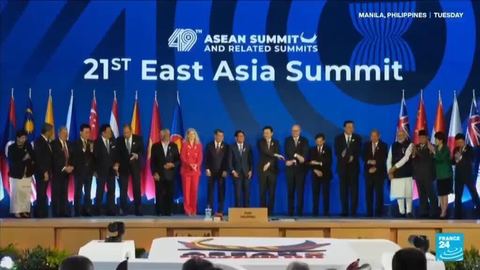 MANILA, PHILIPPINES | TUESDAY
49TH ASEAN SUMMIT
AND RELATED SUMMITS
21ST East Asia Summit
FRANCE
24